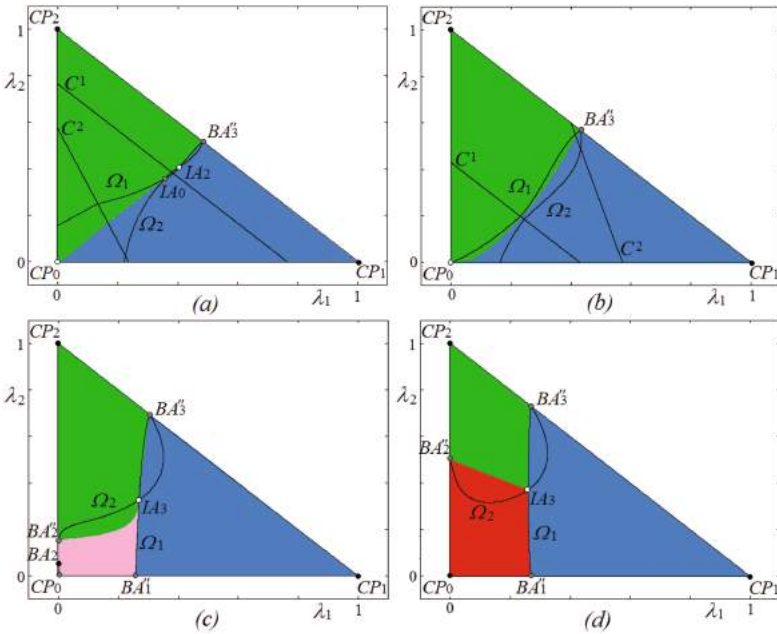 CP₂
1
λ₂
C¹
C²
BA″₃
Ω₁
IA₂
IA₀
Ω₂
0
CP₀
CP₁
0
(a)
λ₁
1
CP₂
1
λ₂
BA″₃
C¹
Ω₁
Ω₂
C²
0
CP₀
CP₁
0
(b)
λ₁
1
CP₂
1
λ₂
BA″₃
Ω₂
IA₃
BA″₂
Ω₁
BA₂
0
CP₀
BA″₁
CP₁
0
(c)
λ₁
1
CP₂
1
λ₂
BA″₃
BA″₂
IA₃
Ω₂
Ω₁
0
CP₀
BA″₁
CP₁
0
(d)
λ₁
1